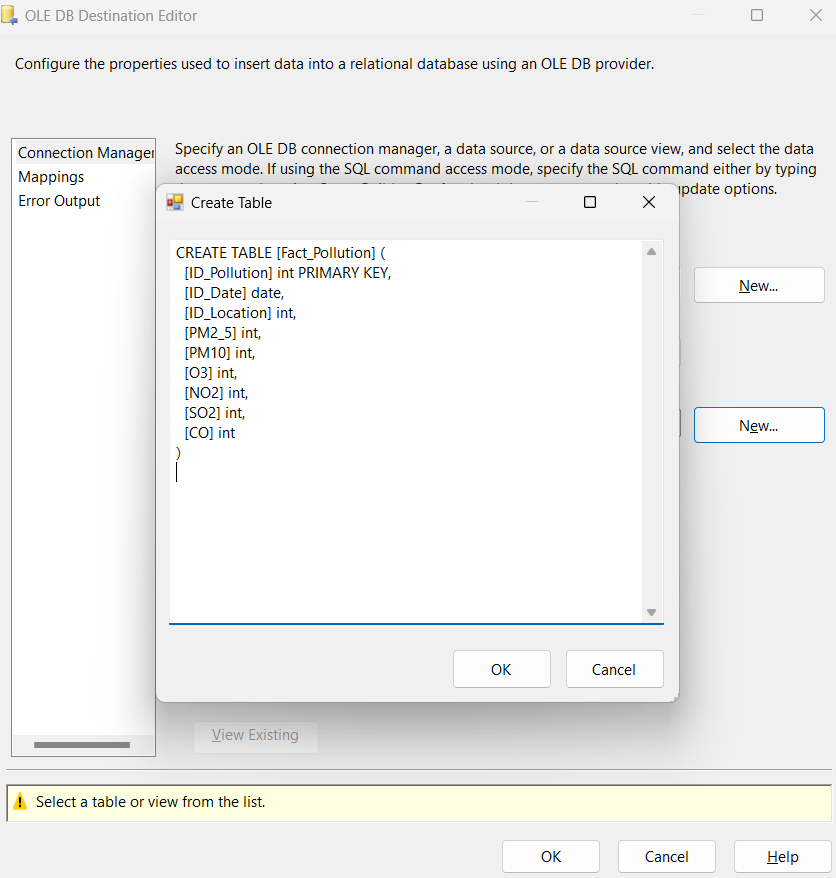 OLE DB Destination Editor
Configure the properties used to insert data into a relational database using an OLE DB provider.
Connection Manager
Mappings
Error Output
Specify an OLE DB connection manager, a data source, or a data source view, and select the data
access mode. If using the SQL command access mode, specify the SQL command either by typing
update options.
Create Table
CREATE TABLE [Fact_Pollution] (
[ID_Pollution] int PRIMARY KEY,
[ID_Date] date,
[ID_Location] int,
[PM2_5] int,
[PM10] int,
[O3] int,
[NO2] int,
[SO2] int,
[CO] int
)
New...
New...
OK
Cancel
View Existing
Select a table or view from the list.
OK
Cancel
Help